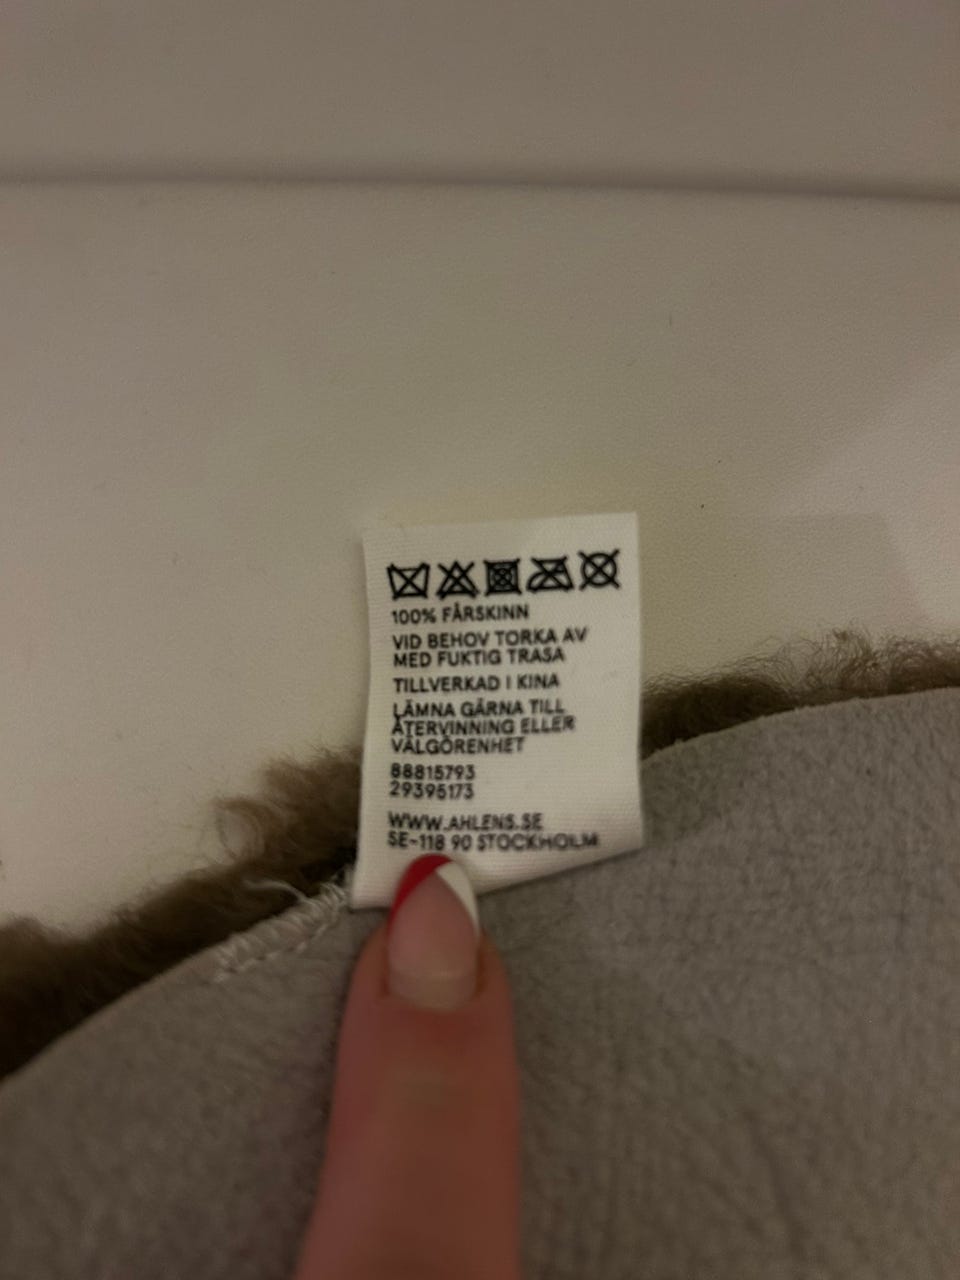 100% FÅRSKINN
VID BEHOV TORKA AV
MED FUKTIG TRASA
TILLVERKAD I KINA
LÄMNA GÄRNA TILL
ÅTERVINNING ELLER
VÄLGÖRENHET
88815793
29395173
WWW.AHLENS.SE
SE-118 90 STOCKHOLM